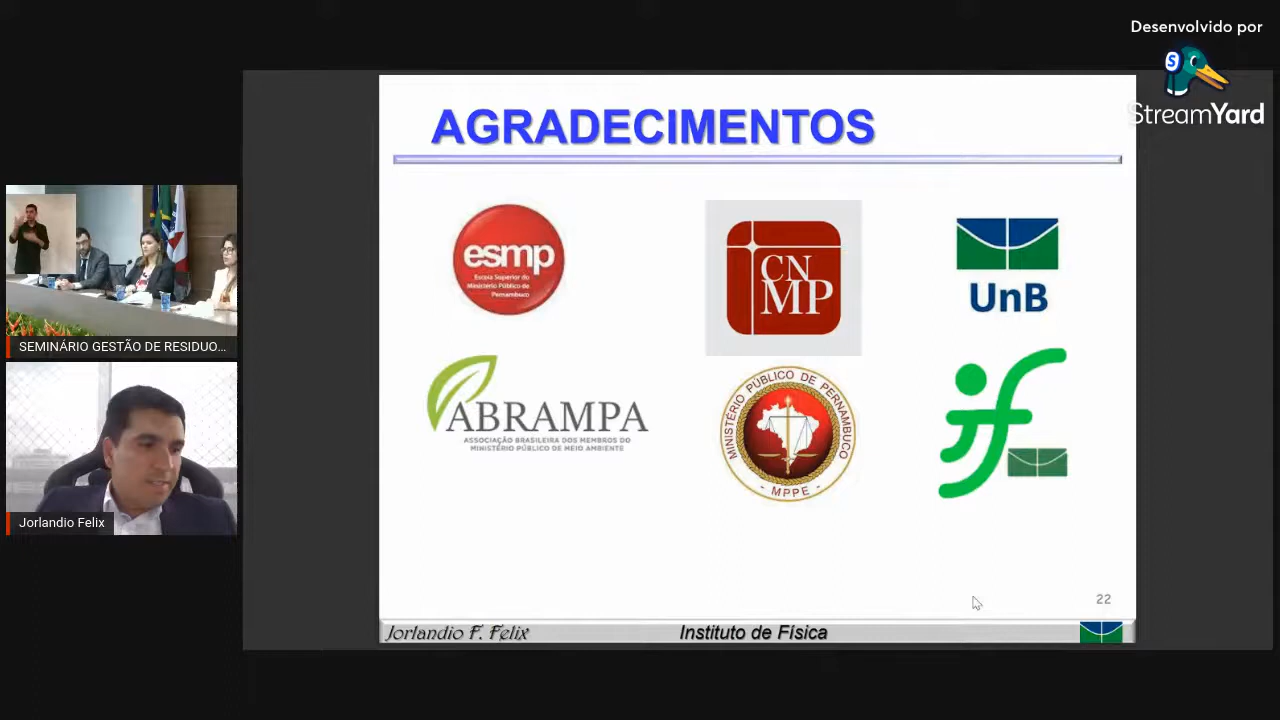 Desenvolvido por
S
StreamYard
AGRADECIMENTOS
esmp
Escola Superior do
Ministério Público de
Pernambuco
CN
MP
UnB
ABRAMPA
ASSOCIAÇÃO BRASILEIRA DOS MEMBROS DO
MINISTÉRIO PÚBLICO DE MEIO AMBIENTE
MINISTÉRIO PÚBLICO DE PERNAMBUCO
- MPPE -
if
SEMINÁRIO GESTÃO DE RESIDUO...
Jorlandio Felix
22
Jorlandio F. Felix
Instituto de Física